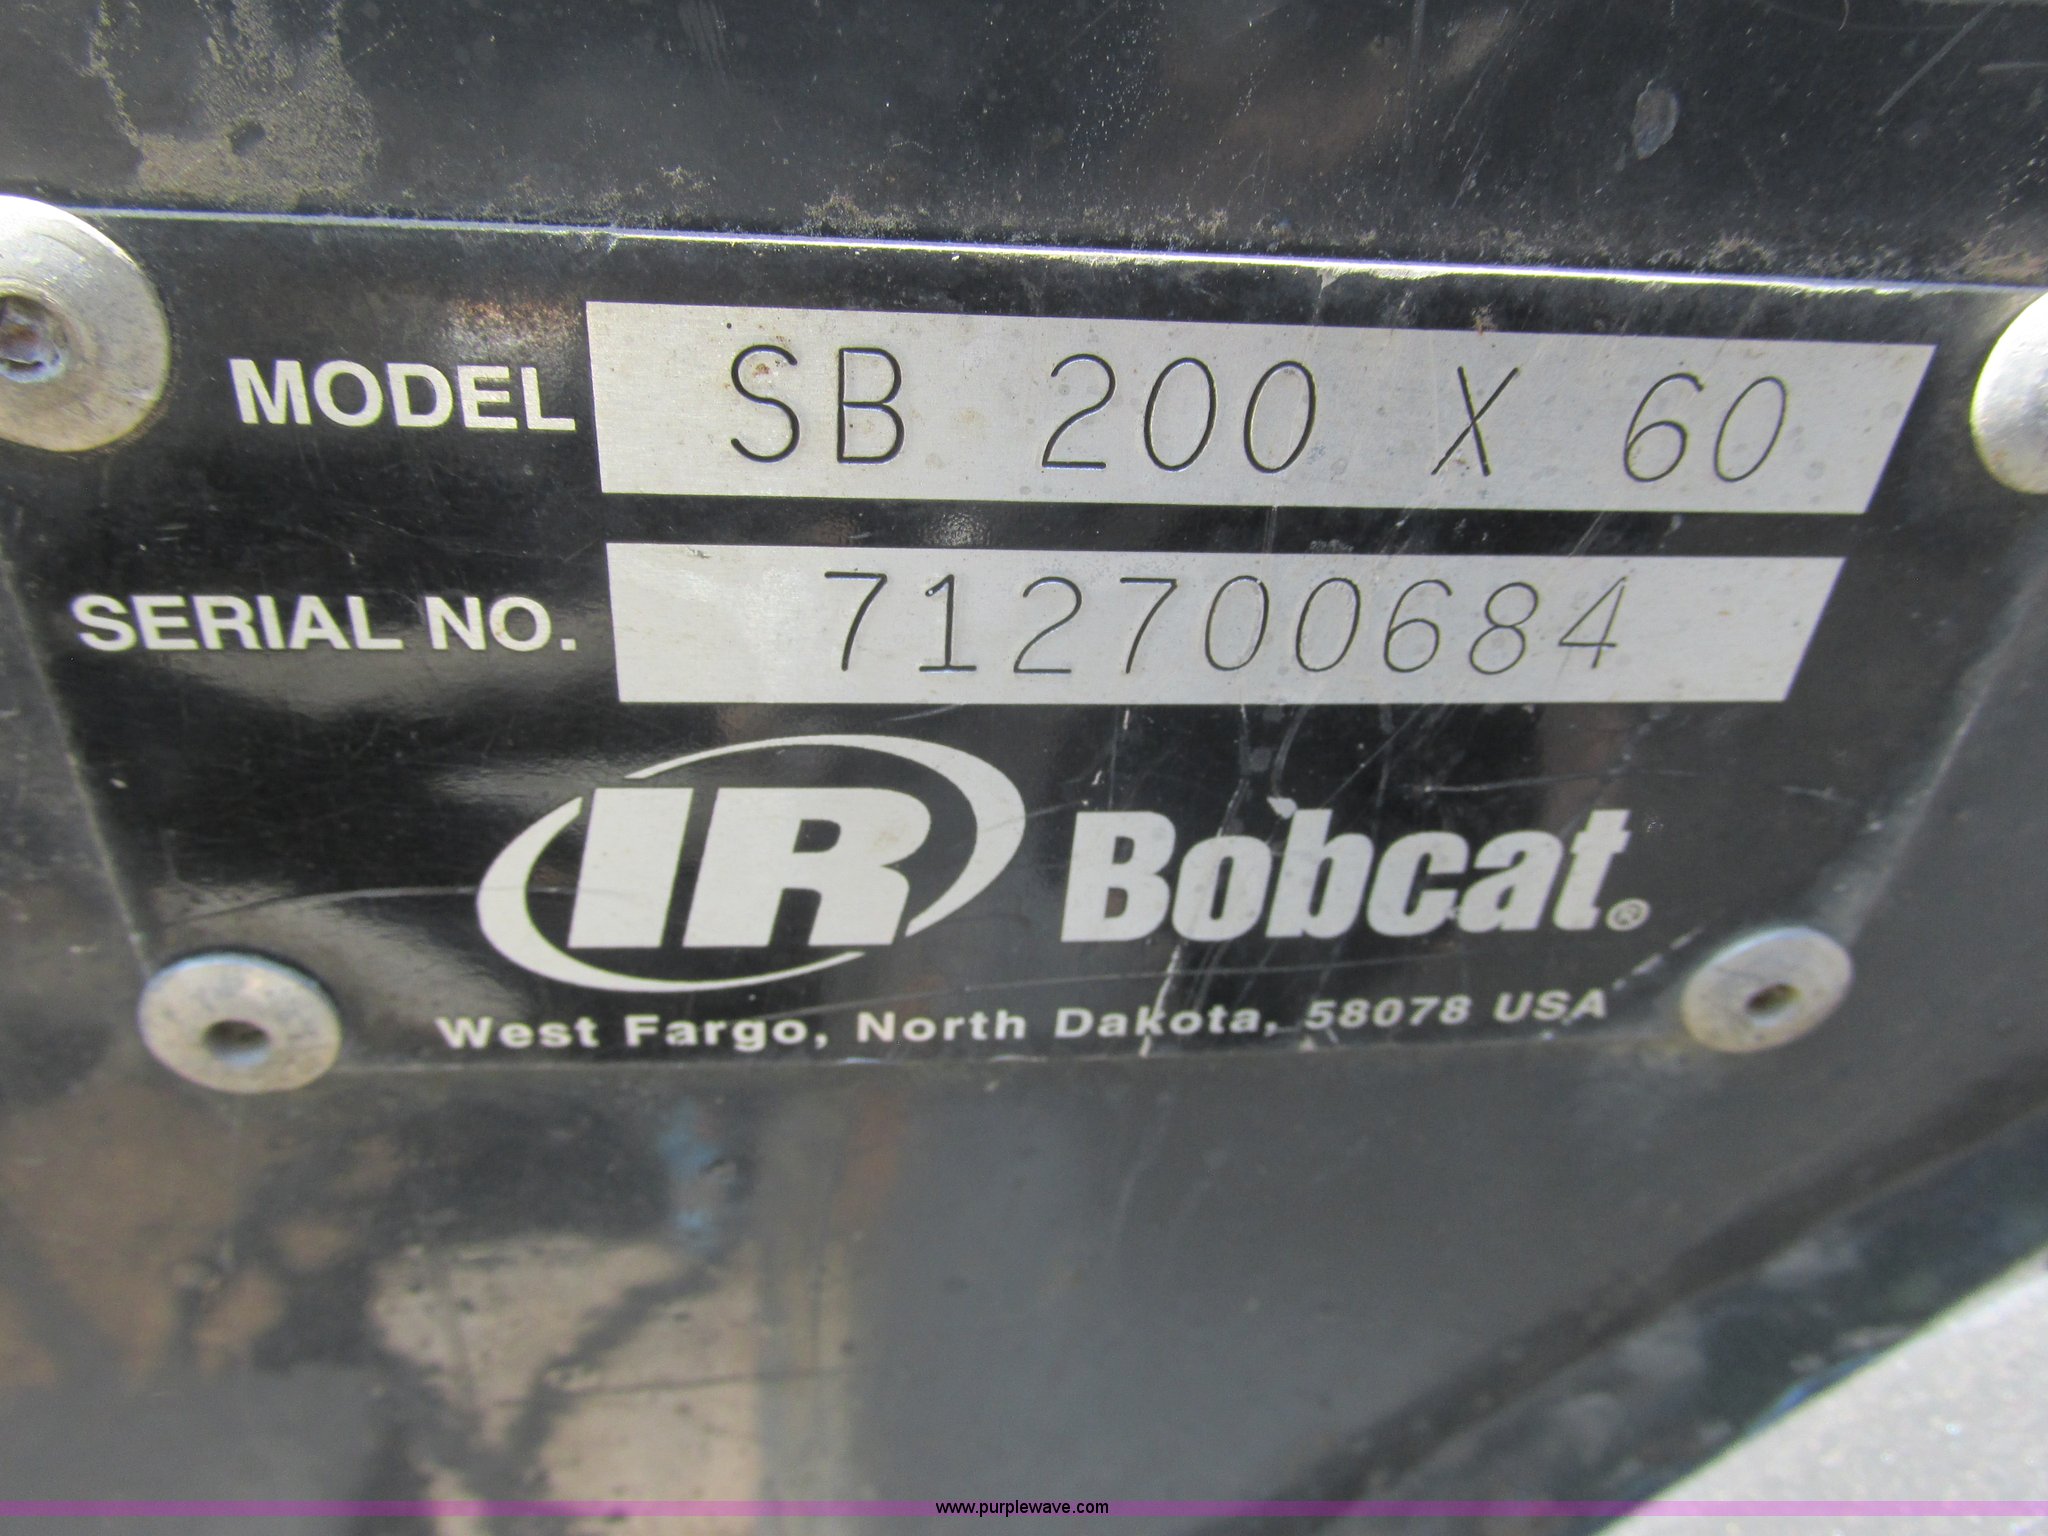 MODEL SB 200 X 60
SERIAL NO. 712700684
IR Bobcat®
West Fargo, North Dakota, 58078 USA
www.purplewave.com